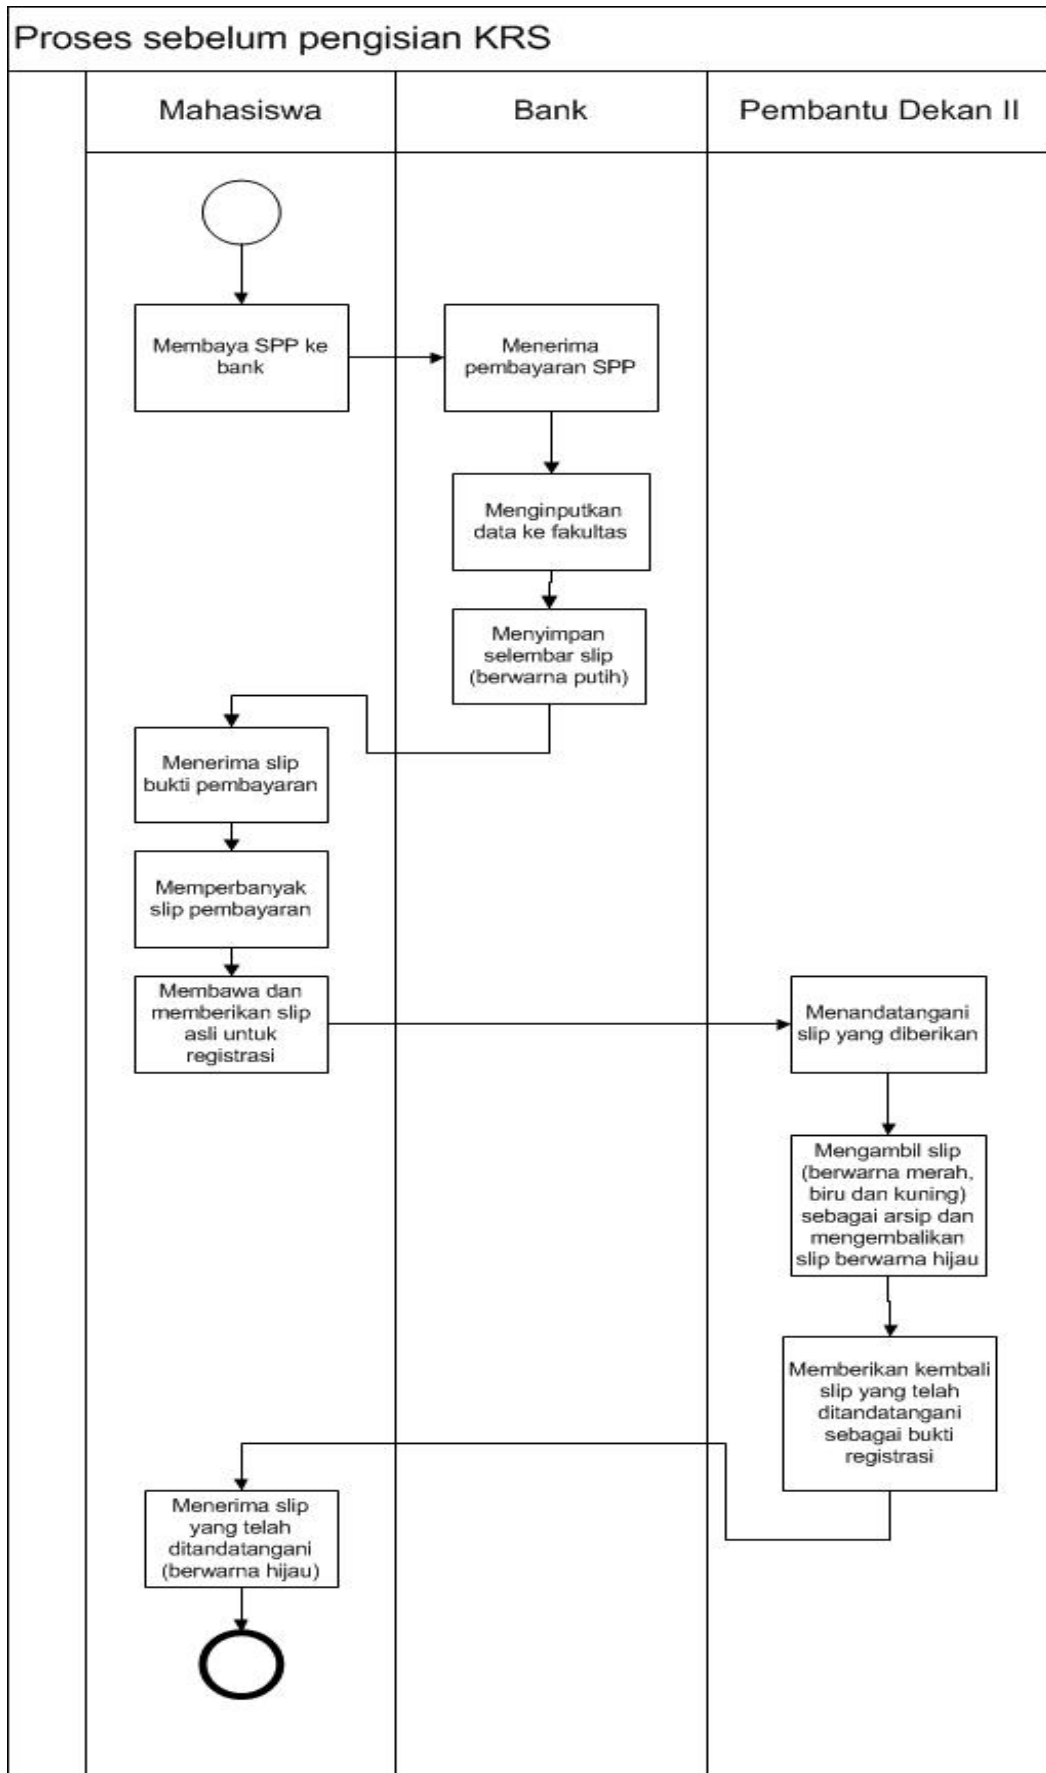 Proses sebelum pengisian KRS
Mahasiswa
Bank
Pembantu Dekan II
Membaya SPP ke
bank
Menerima
pembayaran SPP
Menginputkan
data ke fakultas
Menyimpan
selembar slip
(berwarna putih)
Menerima slip
bukti pembayaran
Memperbanyak
slip pembayaran
Membawa dan
memberikan slip
asli untuk
registrasi
Menandatangani
slip yang diberikan
Mengambil slip
(berwarna merah,
biru dan kuning)
sebagai arsip dan
mengembalikan
slip berwarna hijau
Memberikan kembali
slip yang telah
ditandatangani
sebagai bukti
registrasi
Menerima slip
yang telah
ditandatangani
(berwarna hijau)